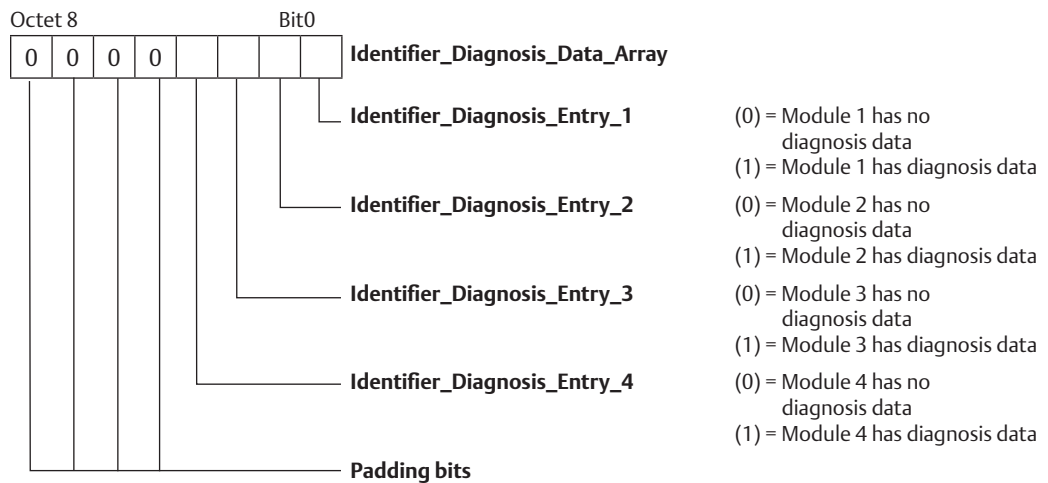 Octet 8 Bit0
0 0 0 0 Identifier_Diagnosis_Data_Array
Identifier_Diagnosis_Entry_1 (0) = Module 1 has no
diagnosis data
(1) = Module 1 has diagnosis data
Identifier_Diagnosis_Entry_2 (0) = Module 2 has no
diagnosis data
(1) = Module 2 has diagnosis data
Identifier_Diagnosis_Entry_3 (0) = Module 3 has no
diagnosis data
(1) = Module 3 has diagnosis data
Identifier_Diagnosis_Entry_4 (0) = Module 4 has no
diagnosis data
(1) = Module 4 has diagnosis data
Padding bits